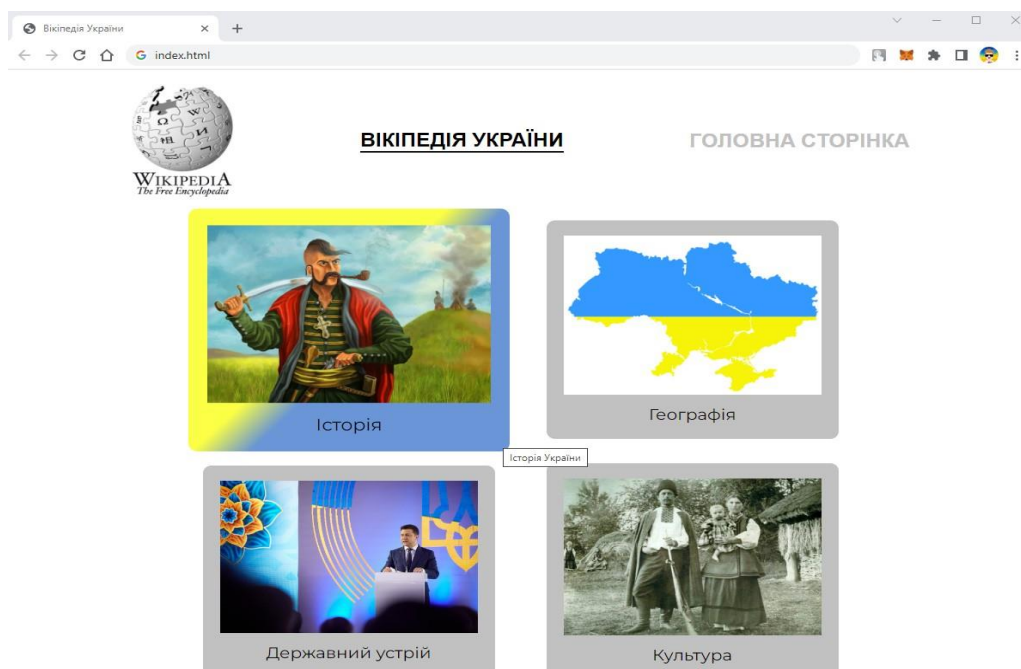 Вікіпедія України
index.html
WIKIPEDIA
The Free Encyclopedia
ВІКІПЕДІЯ УКРАЇНИ
ГОЛОВНА СТОРІНКА
Історія
Географія
Історія України
Державний устрій
Культура